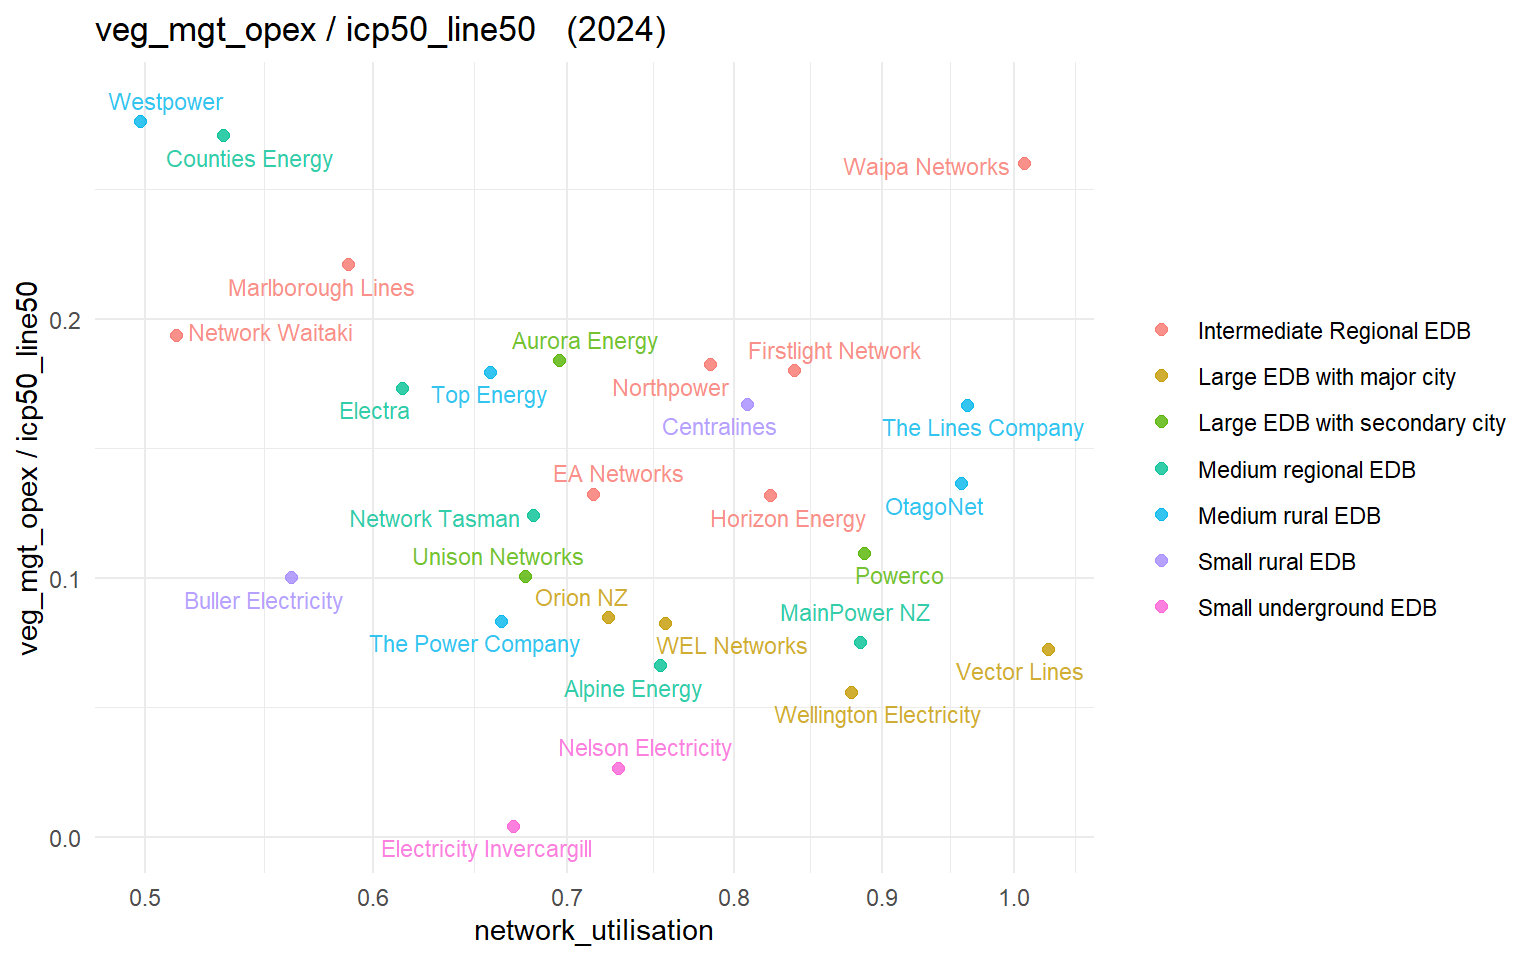 veg_mgt_opex / icp50_line50   (2024)
veg_mgt_opex / icp50_line50
0.2
0.1
0.0
Westpower
Counties Energy
Waipa Networks
Marlborough Lines
Network Waitaki
Aurora Energy
Firstlight Network
Northpower
Top Energy
Electra
Centralines
The Lines Company
EA Networks
OtagoNet
Network Tasman
Horizon Energy
Unison Networks
Powerco
Buller Electricity
Orion NZ
MainPower NZ
The Power Company
WEL Networks
Vector Lines
Alpine Energy
Wellington Electricity
Nelson Electricity
Electricity Invercargill
0.5
0.6
0.7
0.8
0.9
1.0
network_utilisation
Intermediate Regional EDB
Large EDB with major city
Large EDB with secondary city
Medium regional EDB
Medium rural EDB
Small rural EDB
Small underground EDB